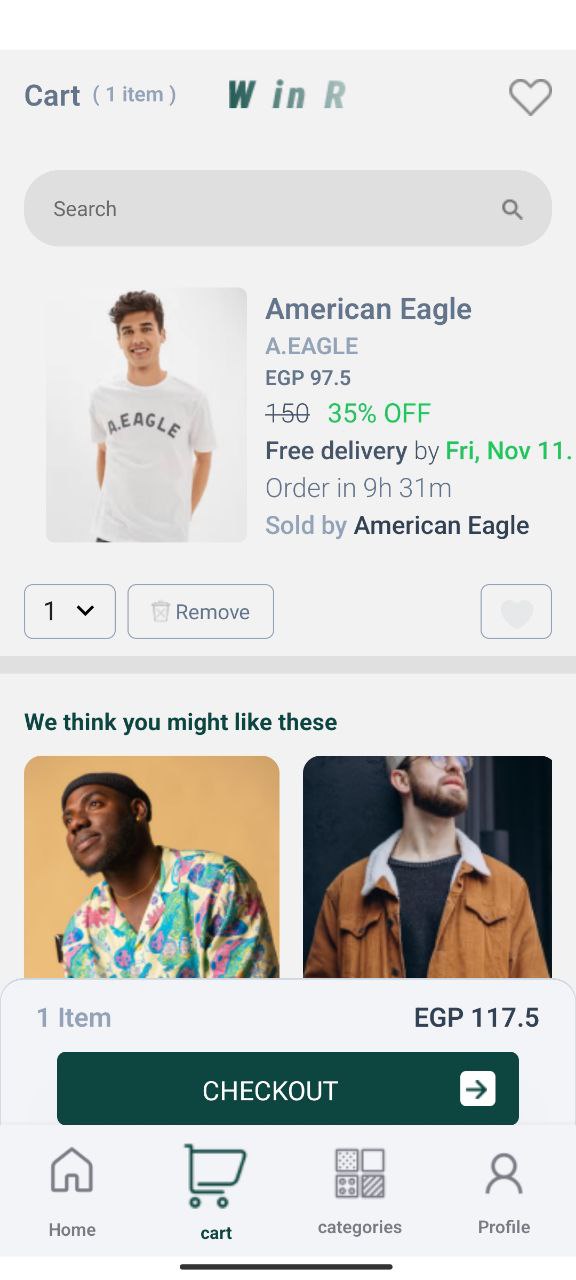 Cart ( 1 item ) W in R
Search
American Eagle
A.EAGLE
EGP 97.5
150 35% OFF
Free delivery by Fri, Nov 11.
Order in 9h 31m
Sold by American Eagle
A.EAGLE
1 Remove
We think you might like these
1 Item EGP 117.5
CHECKOUT
Home cart categories Profile